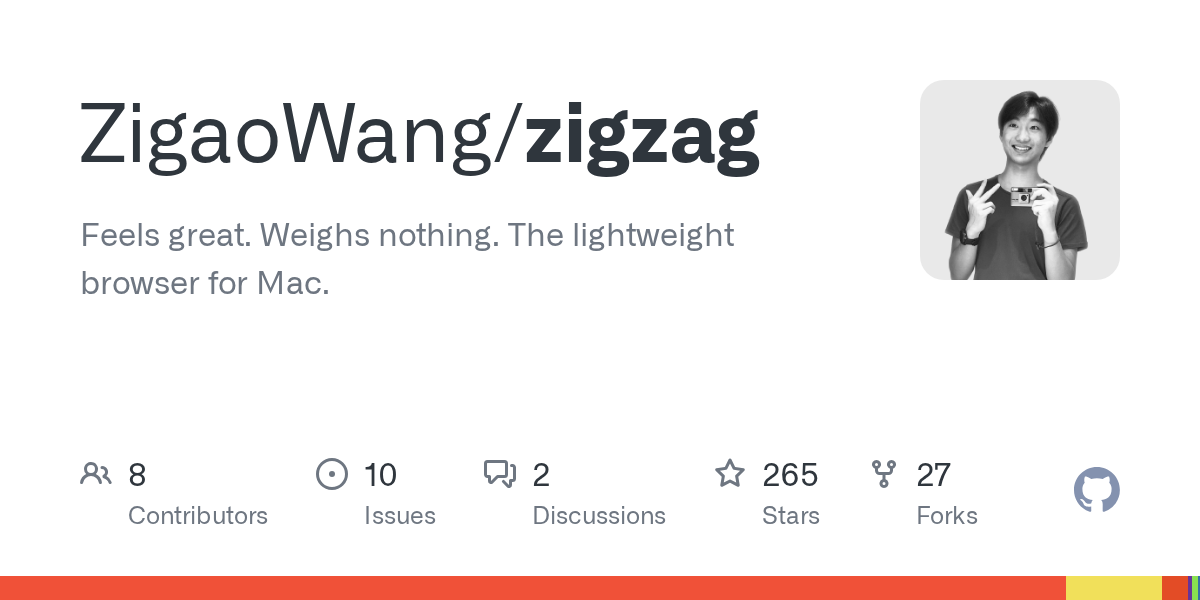 ZigaoWang/zigzag
Feels great. Weighs nothing. The lightweight
browser for Mac.
8
Contributors
10
Issues
2
Discussions
265
Stars
27
Forks